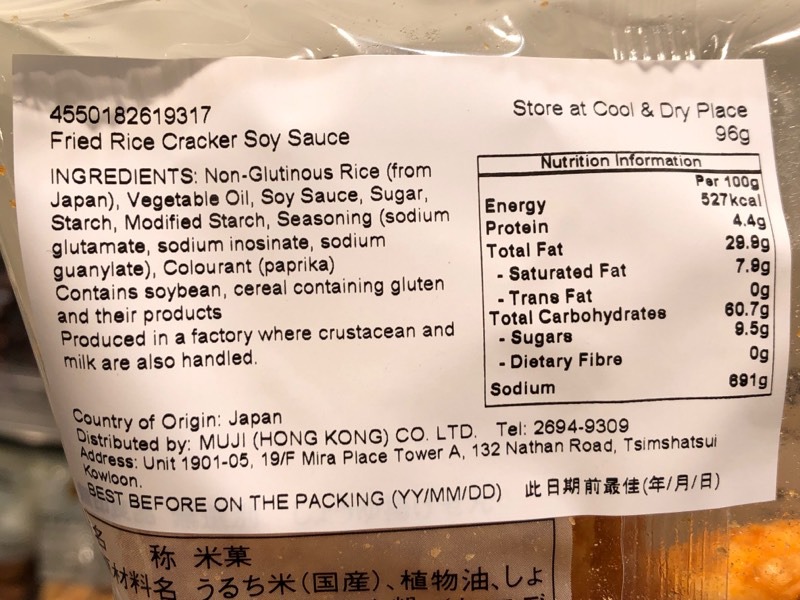 4550182619317
Fried Rice Cracker Soy Sauce
INGREDIENTS: Non-Glutinous Rice (from
Japan), Vegetable Oil, Soy Sauce, Sugar,
Starch, Modified Starch, Seasoning (sodium
glutamate, sodium inosinate, sodium
guanylate), Colourant (paprika)
Contains soybean, cereal containing gluten
and their products
Produced in a factory where crustacean and
milk are also handled.
Store at Cool & Dry Place
96g
Nutrition Information
Per 100g
Energy 527kcal
Protein 4.4g
Total Fat 29.9g
- Saturated Fat 7.9g
- Trans Fat 0g
Total Carbohydrates 60.7g
- Sugars 9.5g
- Dietary Fibre 0g
Sodium 691g
Country of Origin: Japan
Distributed by: MUJI (HONG KONG) CO. LTD. Tel: 2694-9309
Address: Unit 1901-05, 19/F Mira Place Tower A, 132 Nathan Road, Tsimshatsui
Kowloon.
BEST BEFORE ON THE PACKING (YY/MM/DD) 此日期前最佳(年/月/日)
名 称 米菓
材料名 うるち米(国産)、植物油、しょ